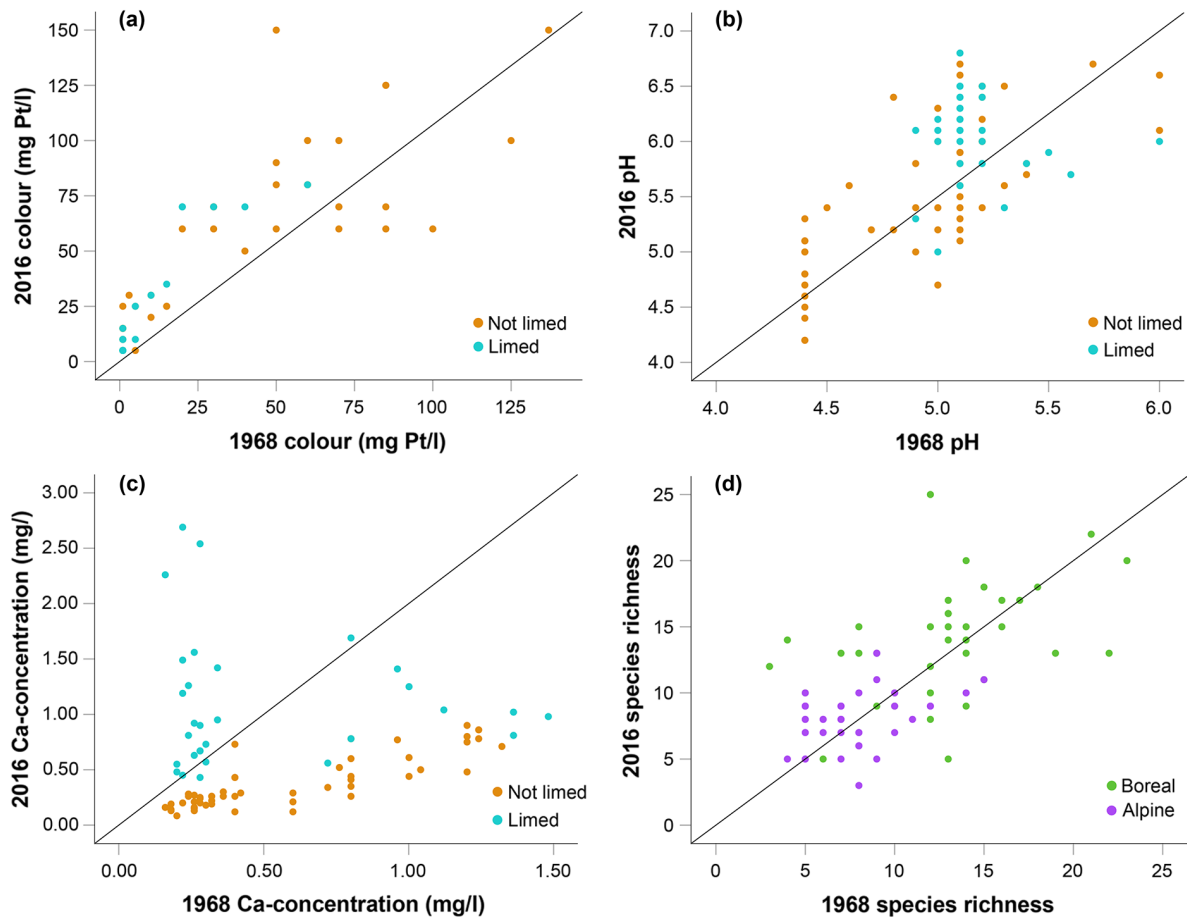 (a)
150
125
100
75
50
25
0
2016 colour (mg Pt/l)
Not limed
Limed
0 25 50 75 100 125
1968 colour (mg Pt/l)
(b)
7.0
6.5
6.0
5.5
5.0
4.5
4.0
2016 pH
Not limed
Limed
4.0 4.5 5.0 5.5 6.0
1968 pH
(c)
3.00
2.50
2.00
1.50
1.00
0.50
0.00
2016 Ca-concentration (mg/)
Not limed
Limed
0.00 0.50 1.00 1.50
1968 Ca-concentration (mg/l)
(d)
25
20
15
10
5
0
2016 species richness
Boreal
Alpine
0 5 10 15 20 25
1968 species richness